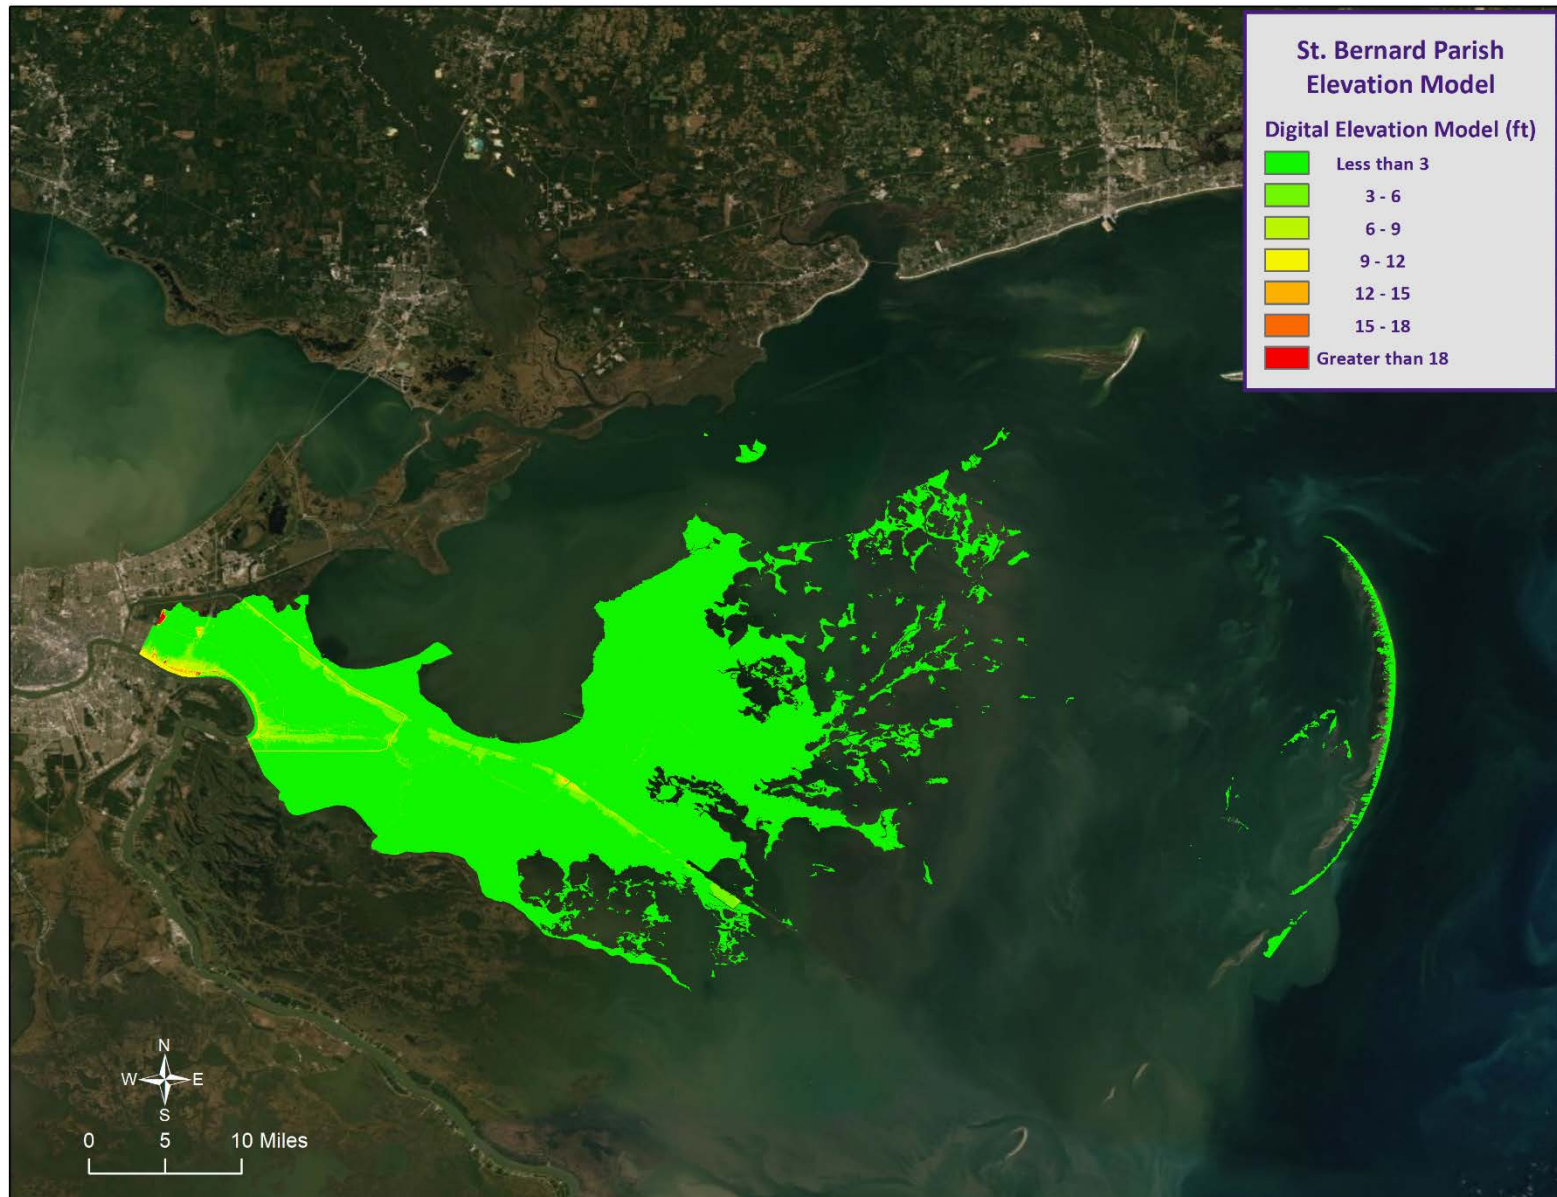 St. Bernard Parish
Elevation Model
Digital Elevation Model (ft)
Less than 3
3 - 6
6 - 9
9 - 12
12 - 15
15 - 18
Greater than 18
N
W E
S
0 5 10 Miles